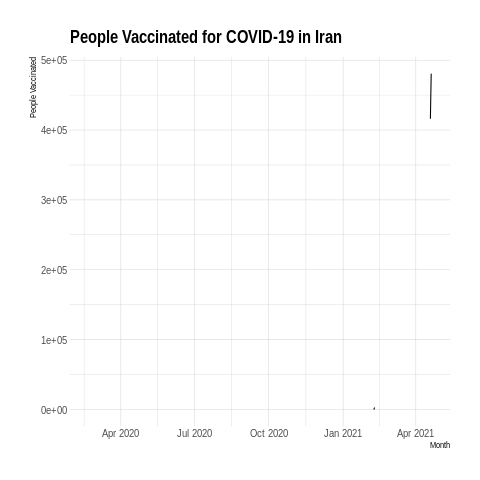 People Vaccinated for COVID-19 in Iran
People Vaccinated
5e+05
4e+05
3e+05
2e+05
1e+05
0e+00
Apr 2020 Jul 2020 Oct 2020 Jan 2021 Apr 2021
Month